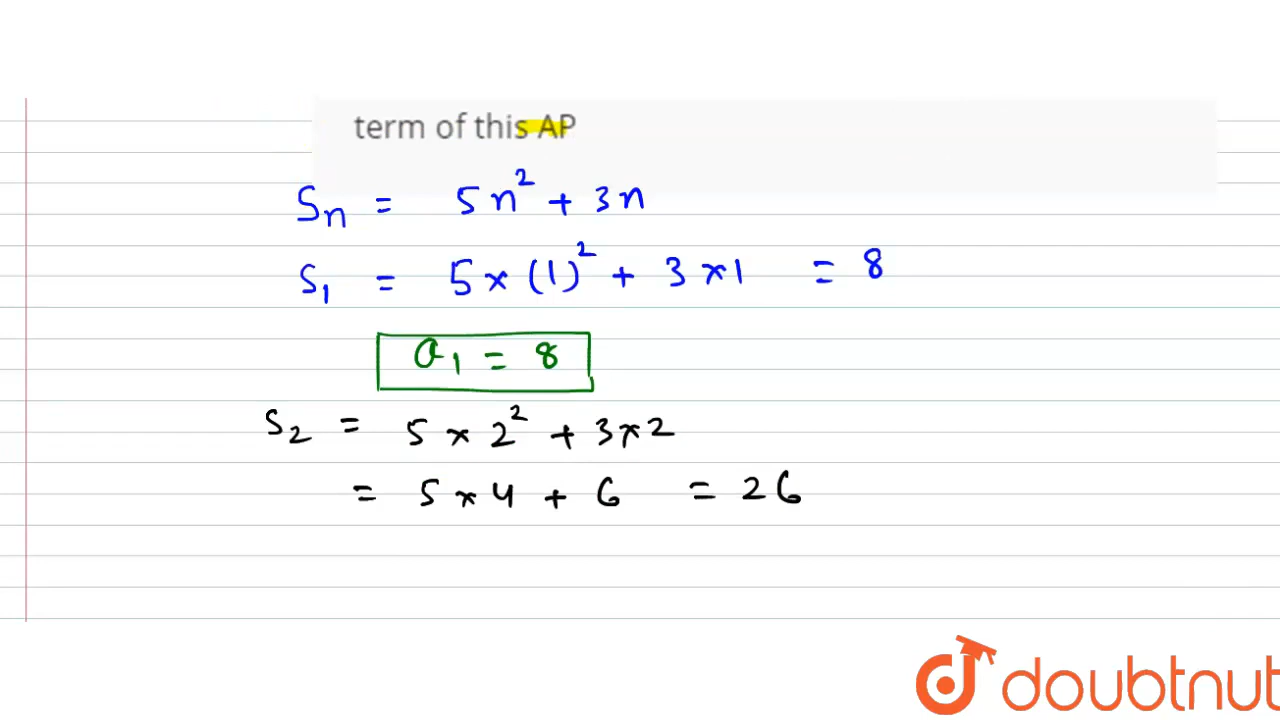 term of this AP
Sn = 5n² + 3n
S₁ = 5 × (1)² + 3 × 1 = 8
a₁ = 8
S₂ = 5 × 2² + 3 × 2
= 5 × 4 + 6 = 26
doubtnut